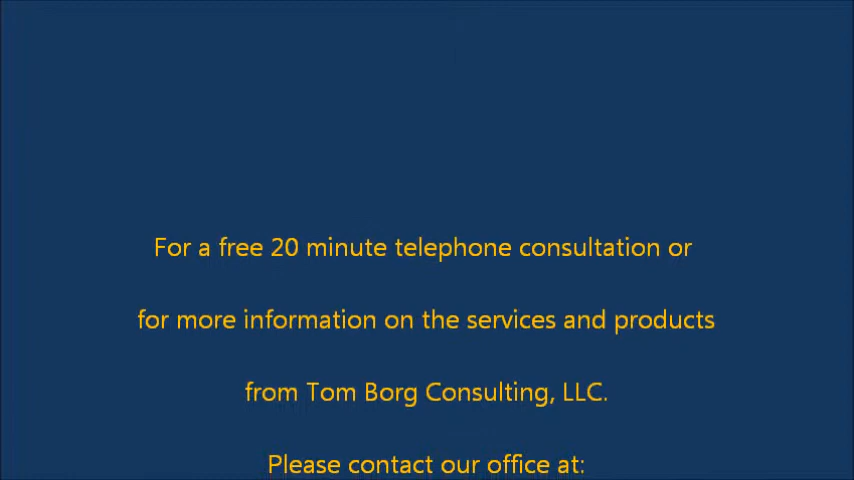 For a free 20 minute telephone consultation or
for more information on the services and products
from Tom Borg Consulting, LLC.
Please contact our office at: